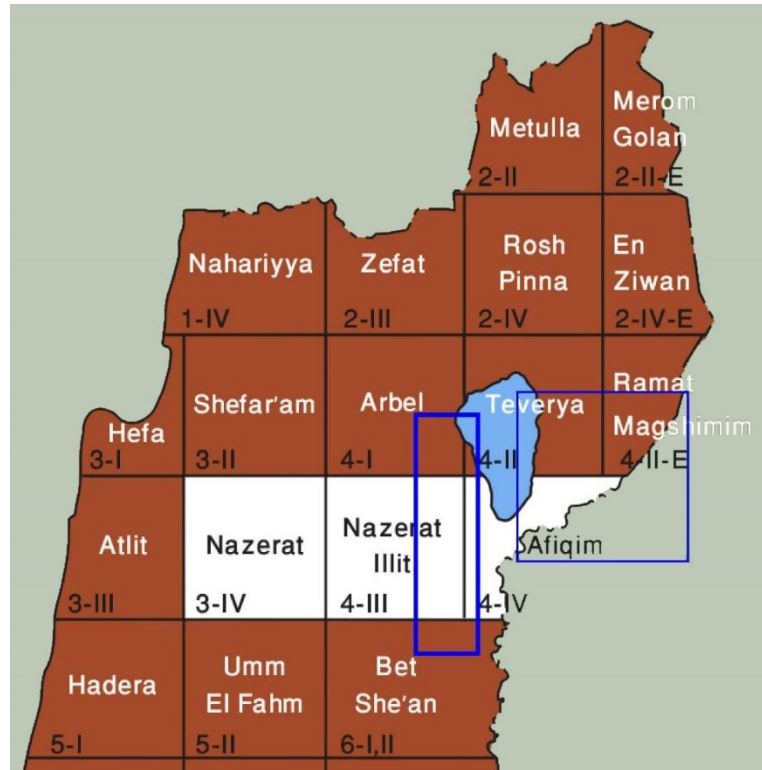 Metulla
2-II
Merom
Golan
2-II-E
Nahariyya
1-IV
Zefat
2-III
Rosh
Pinna
2-IV
En
Ziwan
2-IV-E
Hefa
3-I
Shefar'am
3-II
Arbel
4-I
Teverya
4-II
Ramat
Magshimim
4-II-E
Atlit
3-III
Nazerat
3-IV
Nazerat
Illit
4-III
Afiqim
4-IV
Hadera
5-I
Umm
El Fahm
5-II
Bet
She'an
6-I,II